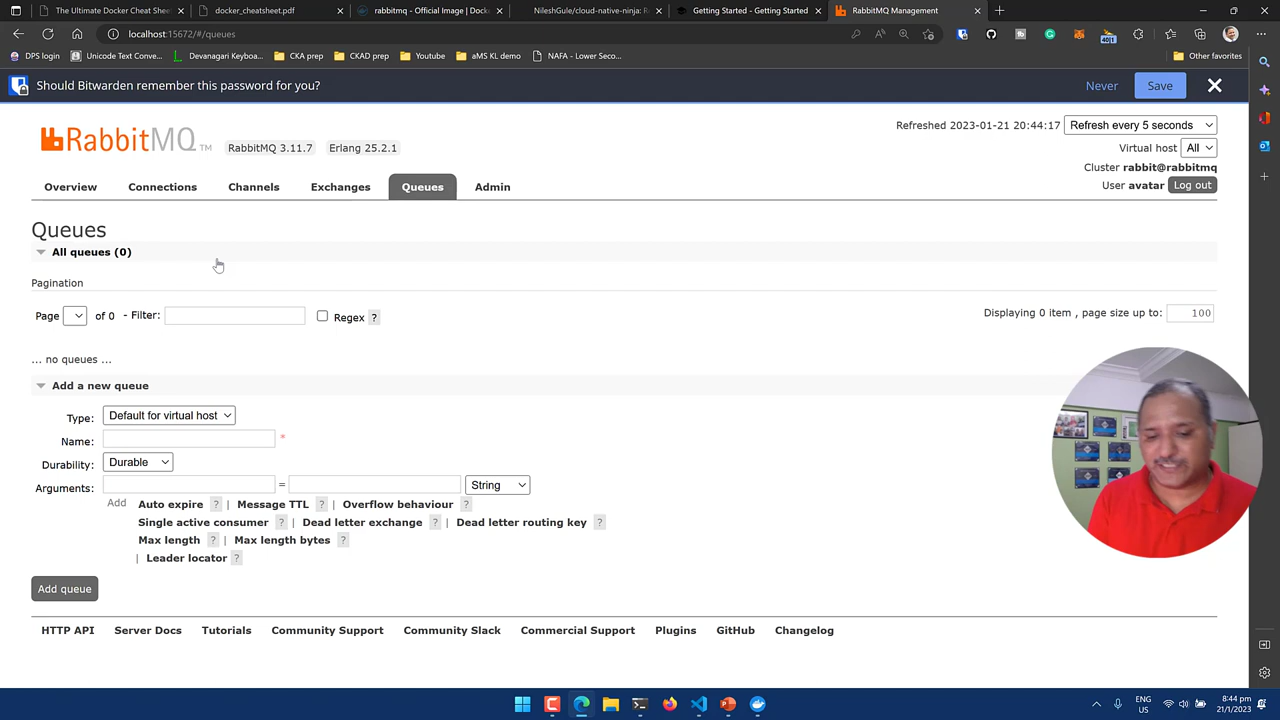 The Ultimate Docker Cheat Shee
docker_cheatsheet.pdf
rabbitmq - Official Image | Docke
NileshGule/cloud-native-ninja: Re
Getting Started - Getting Started
RabbitMQ Management
localhost:15672/#/queues
DPS login
Unicode Text Conve...
Devanagari Keyboar...
CKA prep
CKAD prep
Youtube
aMS KL demo
NAFA - Lower Seco...
Other favorites
Should Bitwarden remember this password for you?
Never
Save
RabbitMQ TM
RabbitMQ 3.11.7
Erlang 25.2.1
Refreshed 2023-01-21 20:44:17
Refresh every 5 seconds
Virtual host All
Cluster rabbit@rabbitmq
User avatar Log out
Overview
Connections
Channels
Exchanges
Queues
Admin
Queues
All queues (0)
Pagination
Page of 0 - Filter: Regex ?
Displaying 0 item , page size up to: 100
... no queues ...
Add a new queue
Type: Default for virtual host
Name: *
Durability: Durable
Arguments: = String
Add Auto expire ? | Message TTL ? | Overflow behaviour ?
Single active consumer ? | Dead letter exchange ? | Dead letter routing key ?
Max length ? | Max length bytes ?
| Leader locator ?
Add queue
HTTP API
Server Docs
Tutorials
Community Support
Community Slack
Commercial Support
Plugins
GitHub
Changelog
ENG
US
8:44 pm
21/1/2023